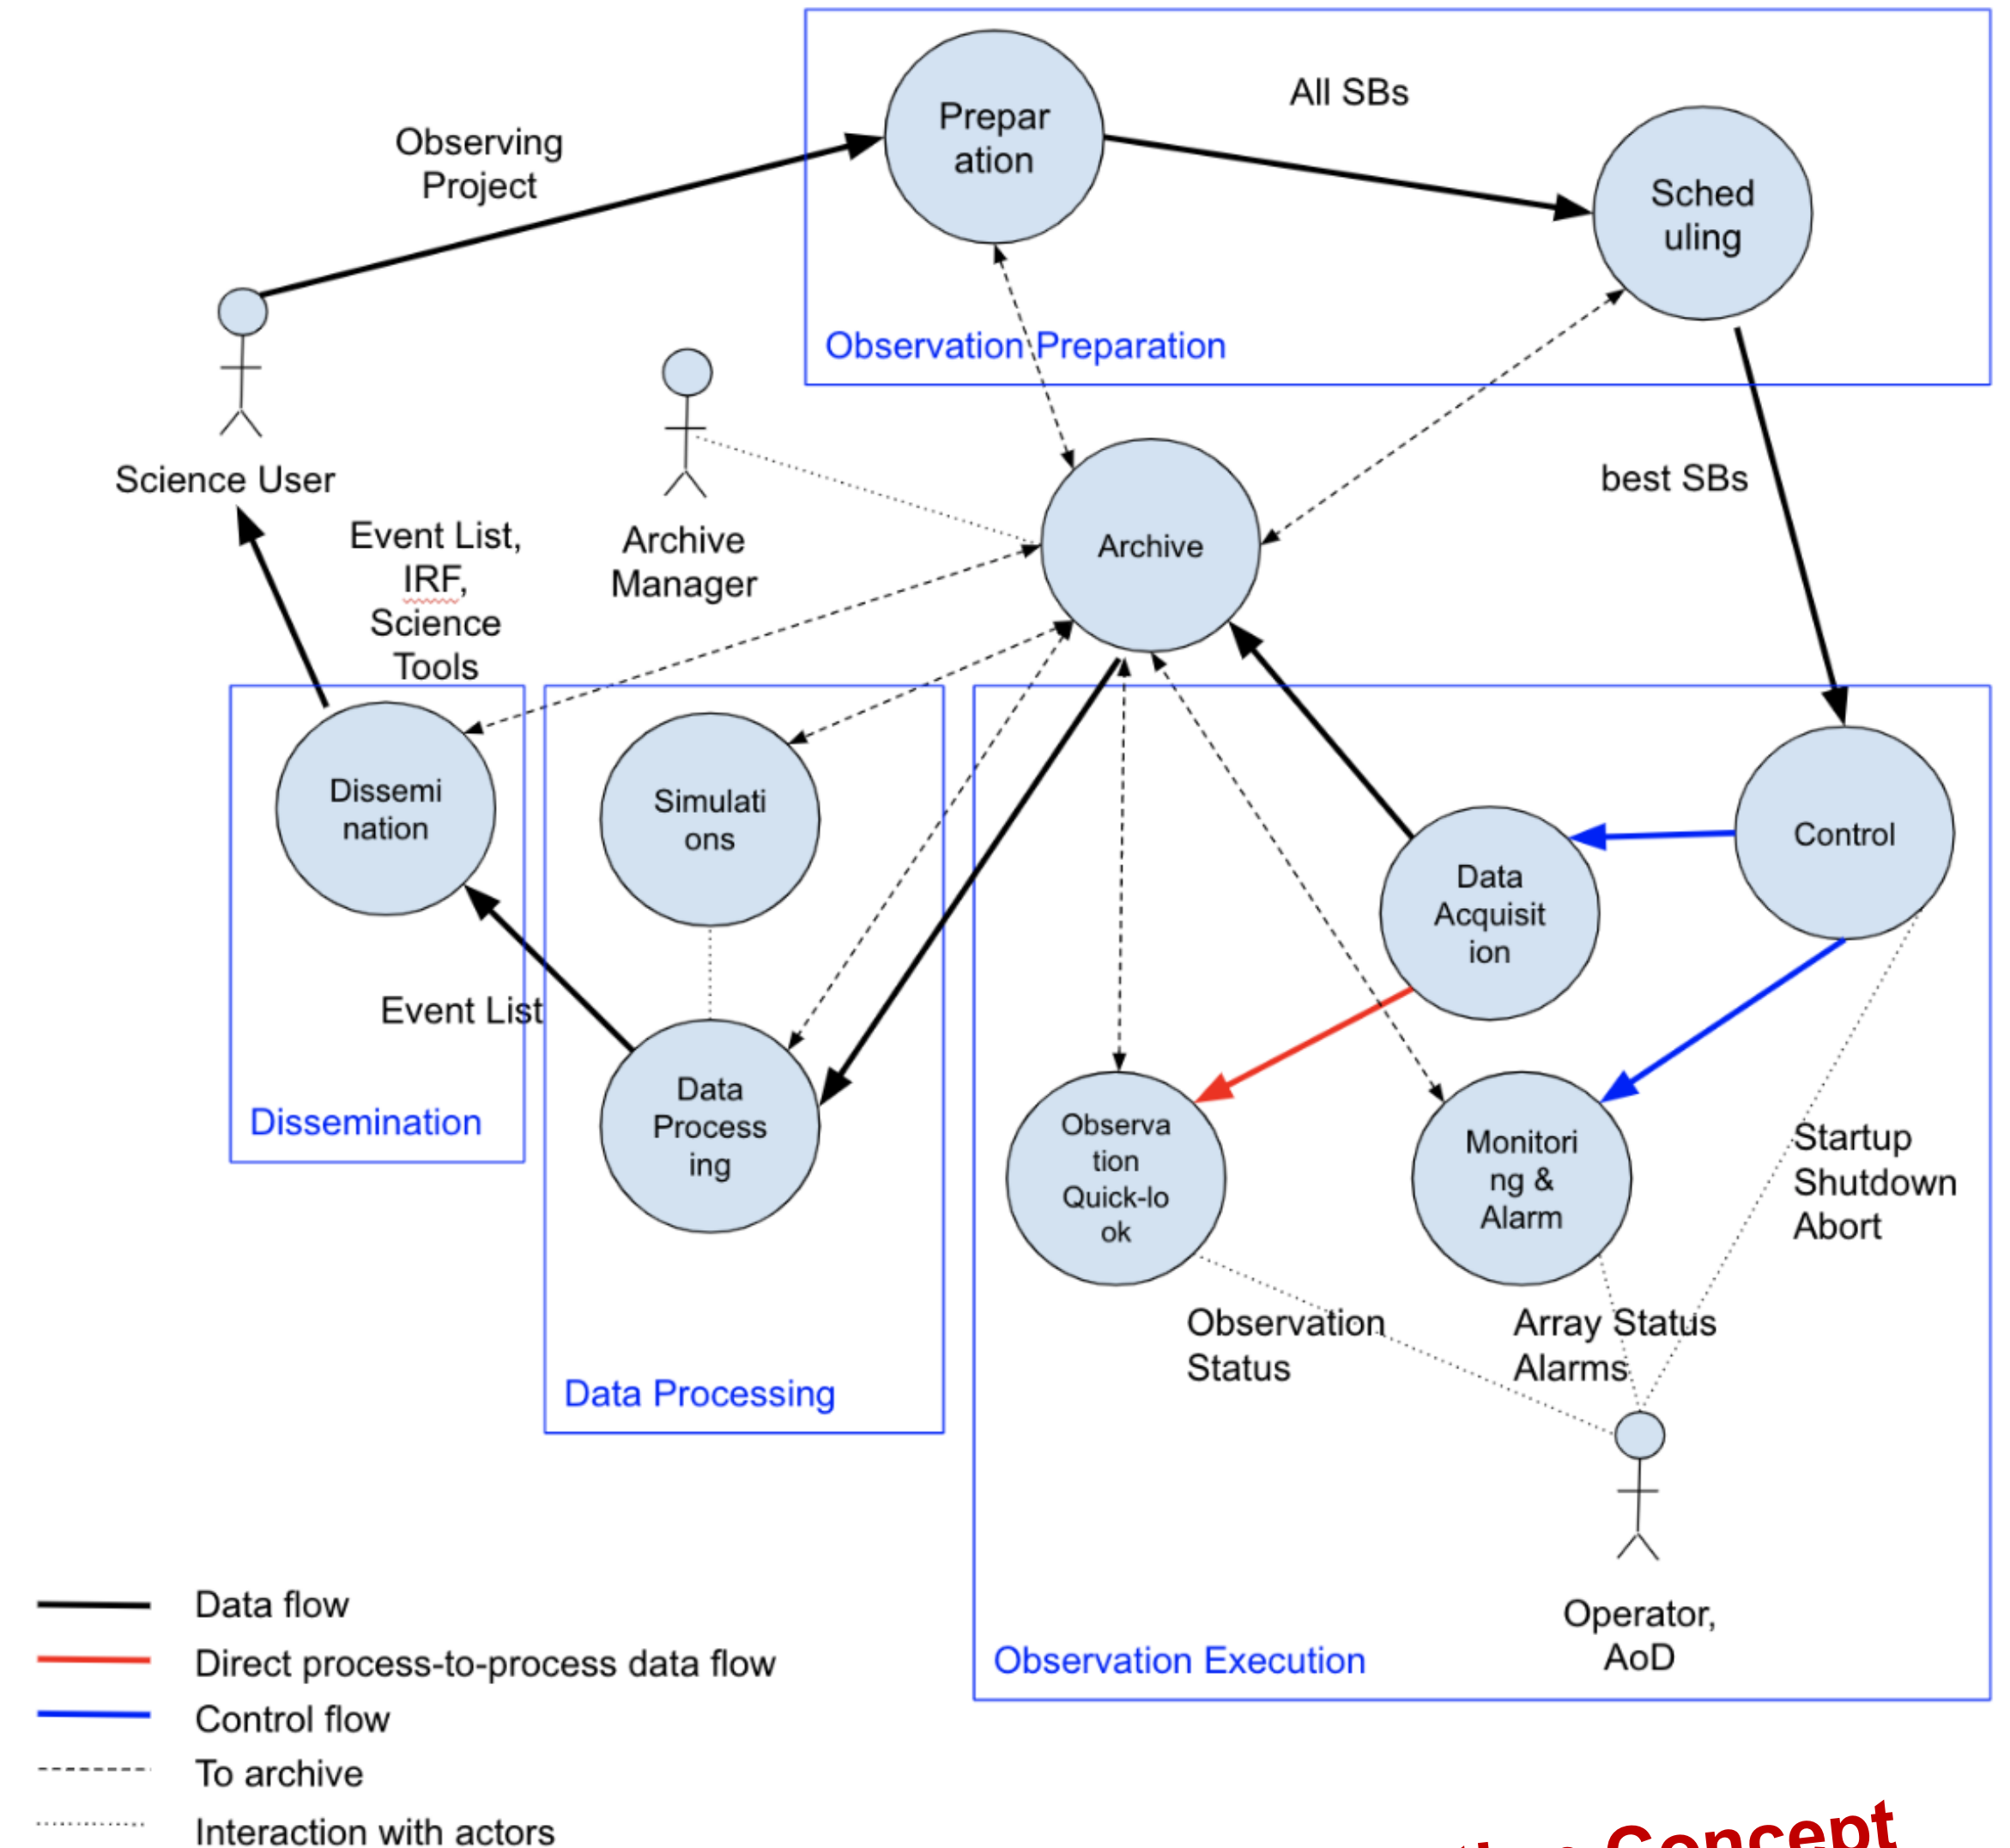 Prepar
ation
All SBs
Sched
uling
Observing
Project
Observation Preparation
Science User
Archive
Manager
Archive
best SBs
Event List,
IRF,
Science
Tools
Dissemi
nation
Simulati
ons
Control
Data
Acquisit
ion
Event List
Dissemination
Data
Process
ing
Observa
tion
Quick-lo
ok
Monitori
ng &
Alarm
Startup
Shutdown
Abort
Observation
Status
Array Status
Alarms
Data Processing
Operator,
AoD
Observation Execution
Data flow
Direct process-to-process data flow
Control flow
To archive
Interaction with actors
Concept